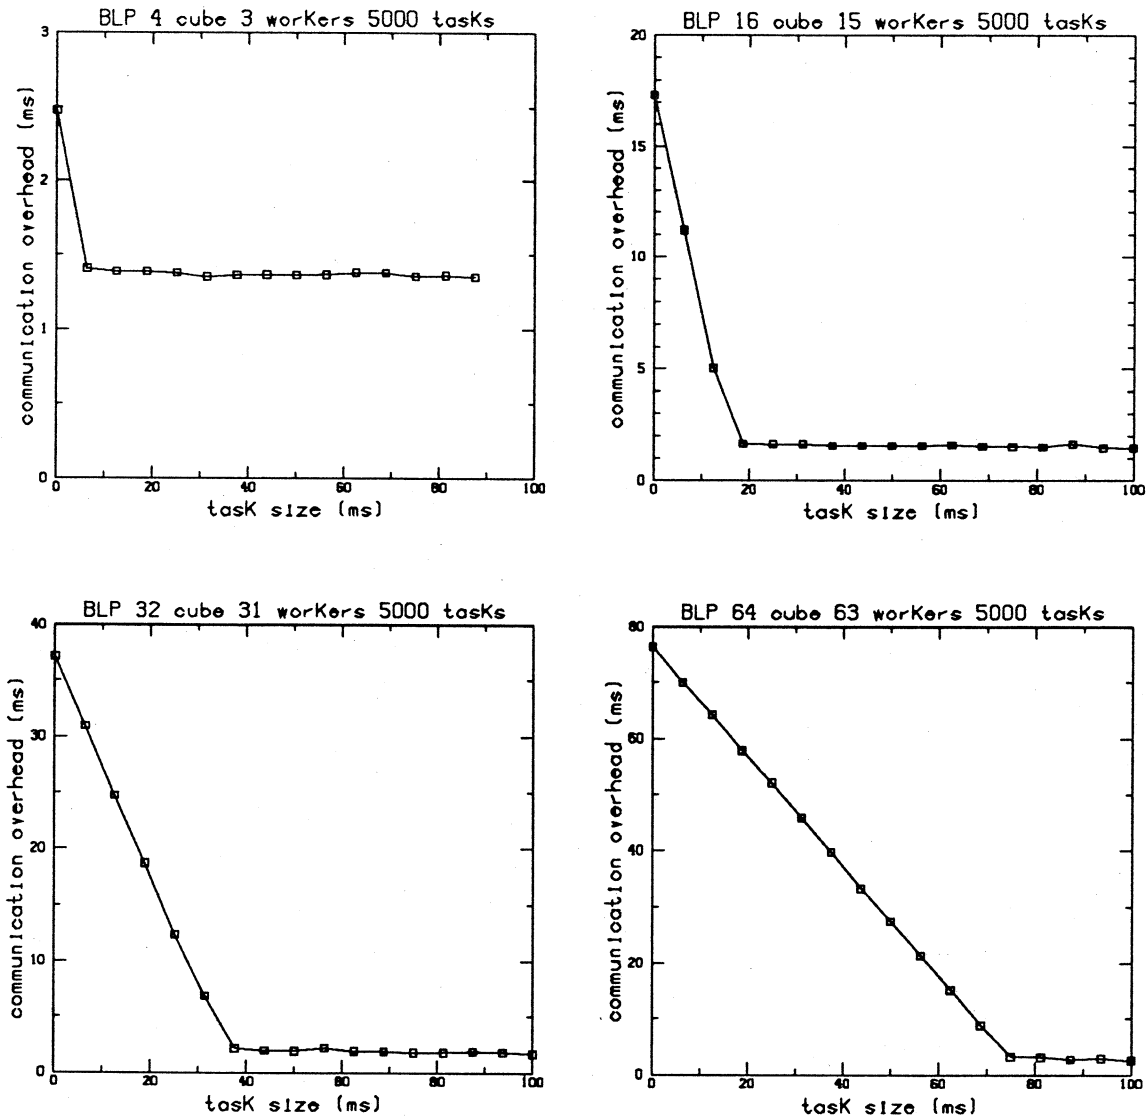 BLP 4 cube 3 workers 5000 tasks
communication overhead (ms)
3
2
1
0
0 20 40 60 80 100
task size (ms)
BLP 16 oube 15 workers 5000 tasks
communication overhead (ms)
20
15
10
5
0
0 20 40 60 80 100
task size (ms)
BLP 32 cube 31 workers 5000 tasks
communication overhead (ms)
40
30
20
10
0
0 20 40 60 80 100
task size (ms)
BLP 64 oube 63 workers 5000 tasks
communication overhead (ms)
80
60
40
20
0
0 20 40 60 80 100
task size (ms)